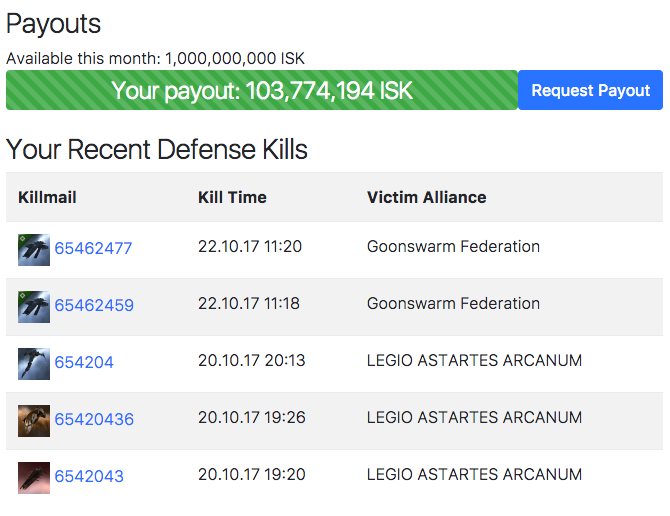 Payouts
Available this month: 1,000,000,000 ISK
Your payout: 103,774,194 ISK Request Payout
Your Recent Defense Kills
Killmail Kill Time Victim Alliance
65462477 22.10.17 11:20 Goonswarm Federation
65462459 22.10.17 11:18 Goonswarm Federation
654204 20.10.17 20:13 LEGIO ASTARTES ARCANUM
65420436 20.10.17 19:26 LEGIO ASTARTES ARCANUM
6542043 20.10.17 19:20 LEGIO ASTARTES ARCANUM